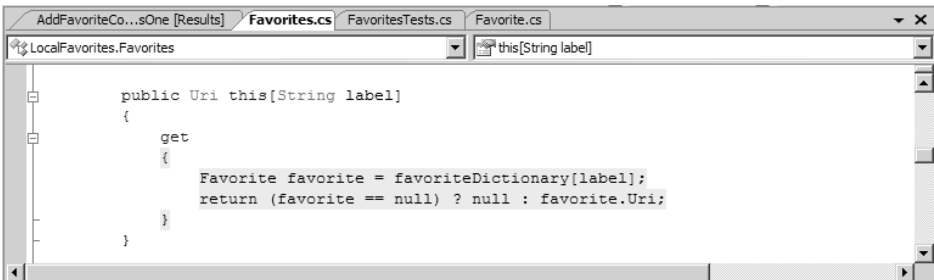 AddFavoriteCo...sOne [Results] Favorites.cs FavoritesTests.cs Favorite.cs
LocalFavorites.Favorites this[String label]
public Uri this[String label]
{
get
{
Favorite favorite = favoriteDictionary[label];
return (favorite == null) ? null : favorite.Uri;
}
}